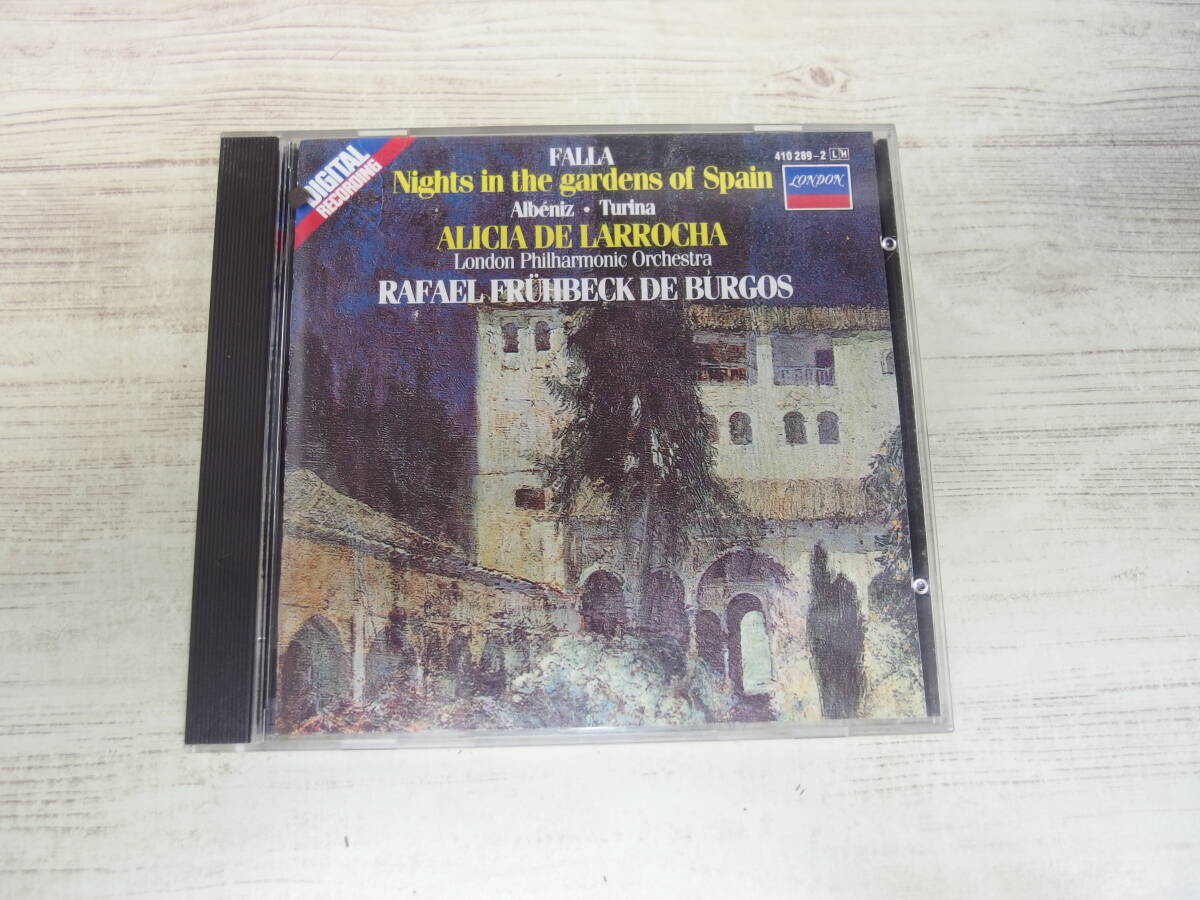 DIGITAL
RECORDING
FALLA
Nights in the gardens of Spain
Albéniz • Turina
ALICIA DE LARROCHA
London Philharmonic Orchestra
RAFAEL FRÜHBECK DE BURGOS
410 289-2 LH
LONDON